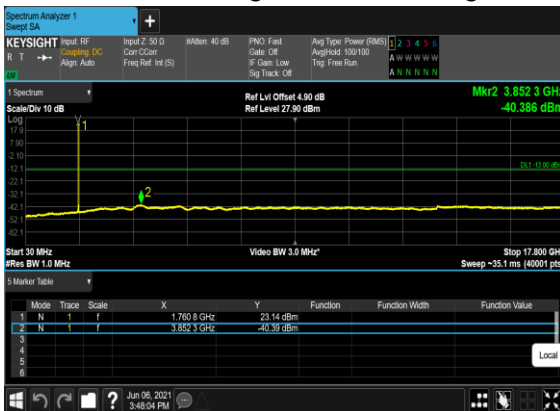 Spectrum Analyzer 1
Swept SA
+
KEYSIGHT Input: RF Input Z: 50 Ω #Atten: 40 dB PNO: Fast Avg Type: Power (RMS) 1 2 3 4 5 6
R T Coupling: DC Corr CCorr Gate: Off Avg|Hold: 100/100 A W W W W W
Align: Auto Freq Ref: Int (S) IF Gain: Low Trig: Free Run
Sig Track: Off A N N N N N
1 Spectrum Ref Lvl Offset 4.90 dB Mkr2 3.852 3 GHz
Scale/Div 10 dB Ref Level 27.90 dBm -40.386 dBm
Log
17.9
1
7.90
-2.10
-12.1
DL1 -13.00 dBm
-22.1
-32.1
2
-42.1
-52.1
-62.1
Start 30 MHz Video BW 3.0 MHz* Stop 17.800 GHz
#Res BW 1.0 MHz Sweep ~35.1 ms (40001 pts)
5 Marker Table
Mode Trace Scale X Y Function Function Width Function Value
1 N 1 f 1.760 8 GHz 23.14 dBm
2 N 1 f 3.852 3 GHz -40.39 dBm
3
4
5
6
Local
? Jun 06, 2021
3:48:04 PM